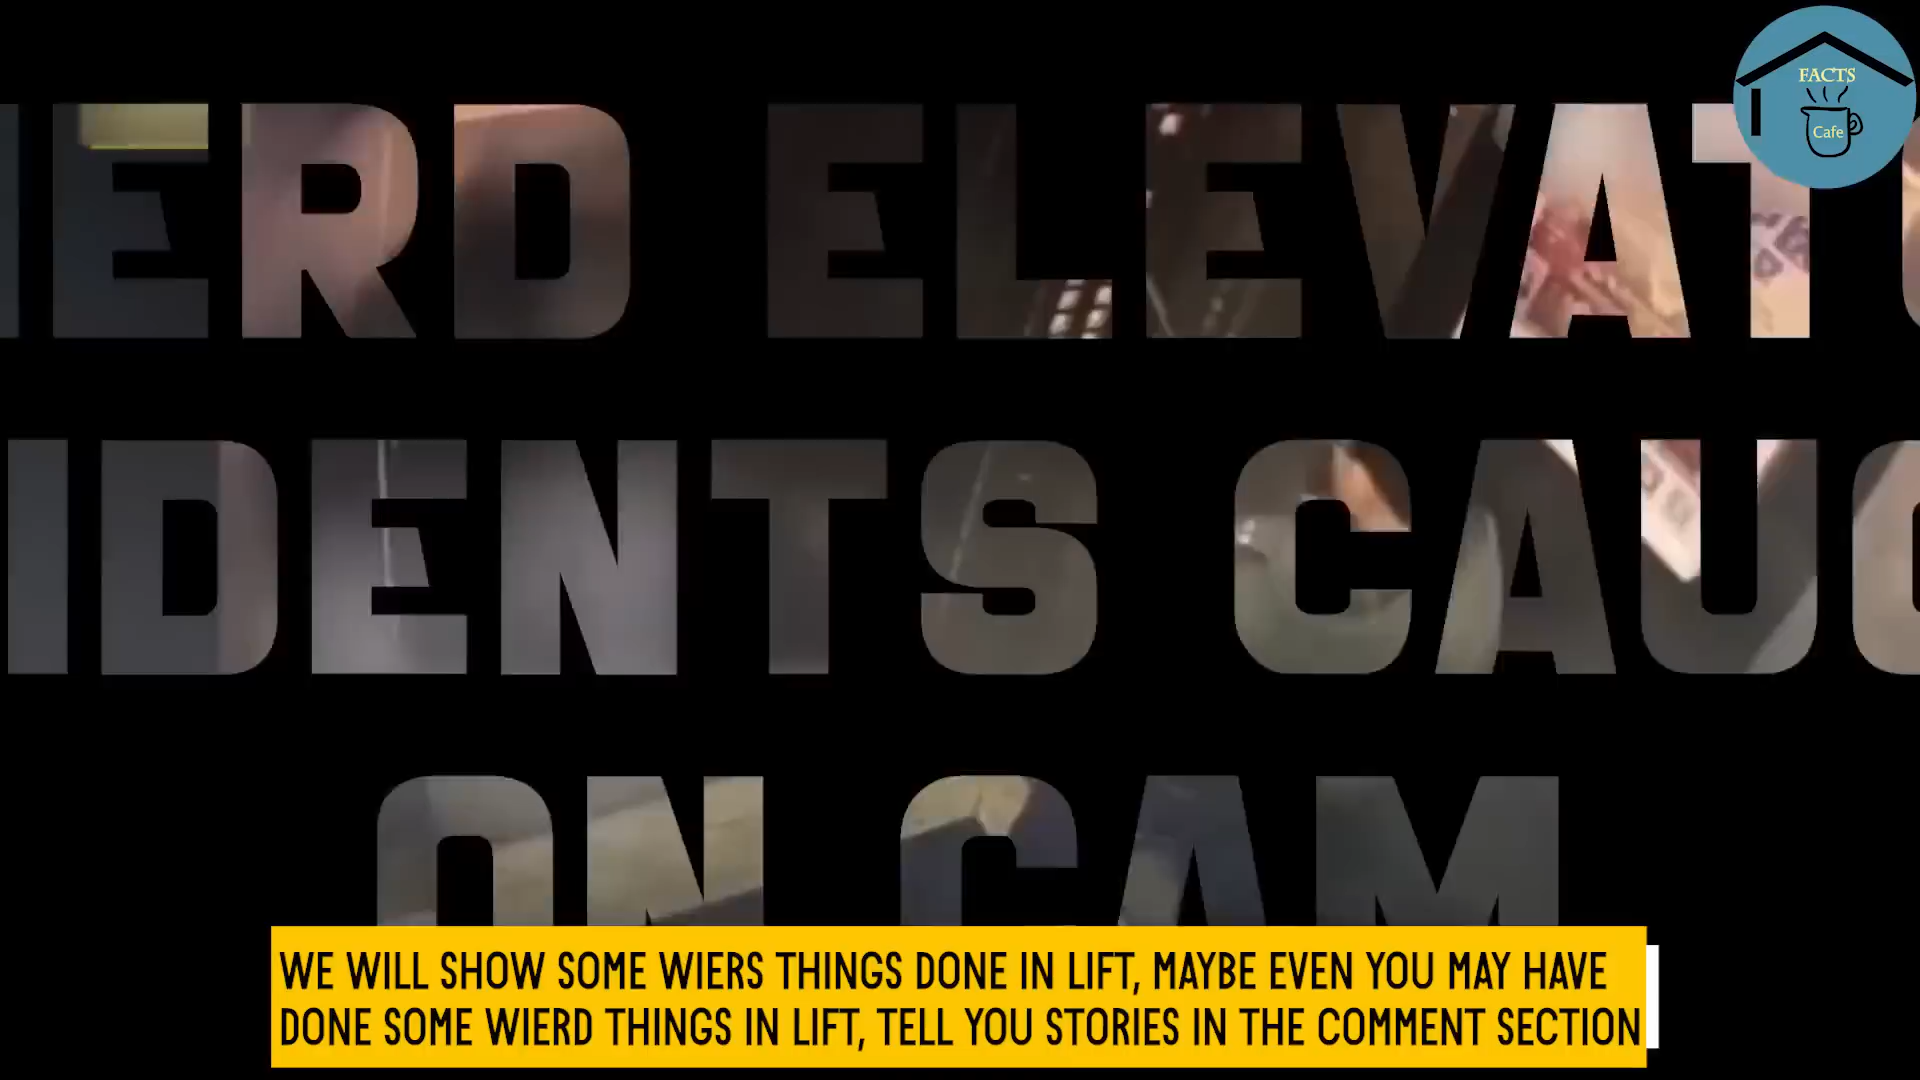 FACTS
Cafe
IERD ELEVATO
IDENTS CAUG
ON CAM
WE WILL SHOW SOME WIERS THINGS DONE IN LIFT, MAYBE EVEN YOU MAY HAVE
DONE SOME WIERD THINGS IN LIFT, TELL YOU STORIES IN THE COMMENT SECTION